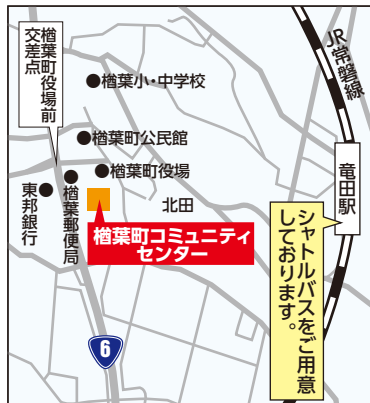 楢葉町役場前
交差点
楢葉小・中学校
JR常磐線
楢葉町公民館
楢葉町役場
竜田駅
東邦銀行
楢葉郵便局
北田
楢葉町コミュニティ
センター
シャトルバスをご用意
しております。
6